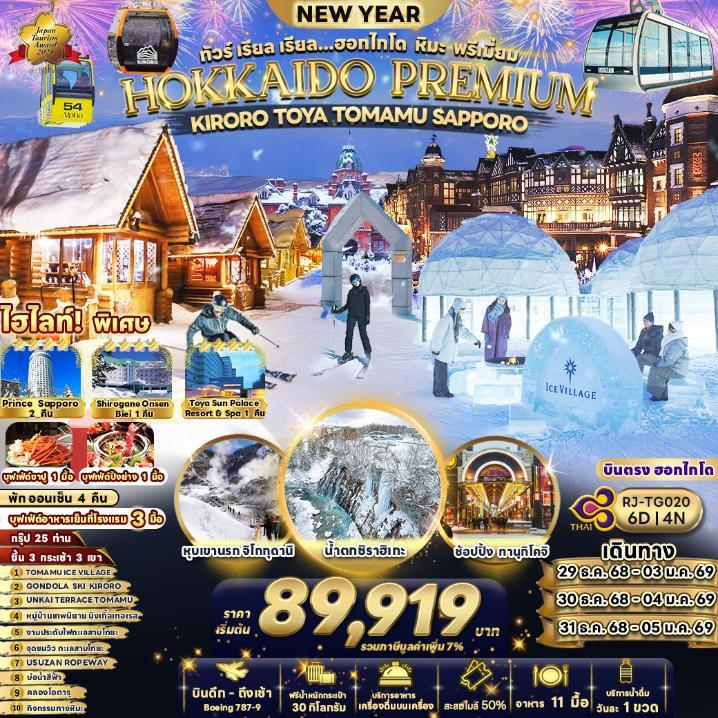 NEW YEAR
Japan
Tourism
Award
KIRORO
54
Alpha
USUZAN
ทัวร์ เรียล เรียล...ฮอกไกโด หิมะ พรีเมี่ยม
HOKKAIDO PREMIUM
KIRORO TOYA TOMAMU SAPPORO
ICE VILLAGE
ไฮไลท์! พิเศษ
Prince Sapporo
2 คืน
Shirogane Onsen
Biei 1 คืน
Toya Sun Palace
Resort & Spa 1 คืน
บุฟเฟ่ต์ขาปู 1 มื้อ
บุฟเฟ่ต์ปิ้งย่าง 1 มื้อ
พัก ออนเซ็น 4 คืน
บุฟเฟ่ต์อาหารเย็นที่โรงแรม 3 มื้อ
กรุ๊ป 25 ท่าน
ขึ้น 3 กระเช้า 3 เขา
1 TOMAMU ICE VILLAGE
2 GONDOLA SKI KIRORO
3 UNKAI TERRACE TOMAMU
4 หมู่บ้านเทพนิยาย นิงเกิ้ลเทอเรส
5 งานประดับไฟทะเลสาบโทยะ
6 จุดชมวิว ทะเลสาบโทยะ
7 USUZAN ROPEWAY
8 บ่อน้ำสีฟ้า
9 คลองโอตารุ
10 กิจกรรมทางหิมะ
หุบเขานรก จิโกกุดานิ
น้ำตกชิราฮิเกะ
ช้อปปิ้ง ทานุกิโคจิ
บินตรง ฮอกไกโด
THAI
RJ-TG020
6D | 4N
เดินทาง
29 ธ.ค. 68 - 03 ม.ค. 69
30 ธ.ค. 68 - 04 ม.ค. 69
31 ธ.ค. 68 - 05 ม.ค. 69
ราคา
เริ่มต้น
89,919
บาท
รวมภาษีมูลค่าเพิ่ม 7%
บินดึก - ถึงเช้า
Boeing 787-9
ฟรีน้ำหนักกระเป๋า
30 กิโลกรัม
บริการอาหาร
เครื่องดื่มบนเครื่อง
สะสมไมล์ 50%
อาหาร 11 มื้อ
บริการน้ำดื่ม
วันละ 1 ขวด